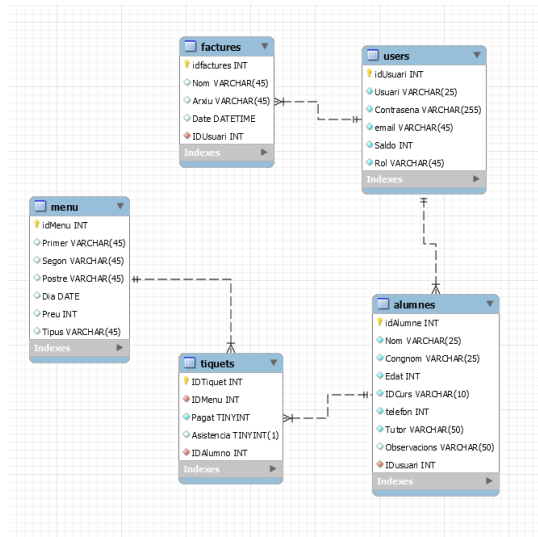 factures
idfactures INT
Nom VARCHAR(45)
Arxiu VARCHAR(45)
Date DATETIME
IDUsuari INT
Indexes
users
idUsuari INT
Usuari VARCHAR(25)
Contrasena VARCHAR(255)
email VARCHAR(45)
Saldo INT
Rol VARCHAR(45)
Indexes
menu
idMenu INT
Primer VARCHAR(45)
Segon VARCHAR(45)
Postre VARCHAR(45)
Dia DATE
Preu INT
Tipus VARCHAR(45)
Indexes
tiquets
IDTiquet INT
IDMenu INT
Pagat TINYINT
Asistencia TINYINT(1)
IDAlumno INT
Indexes
alumnes
idAlumne INT
Nom VARCHAR(25)
Congnom VARCHAR(25)
Edat INT
IDCurs VARCHAR(10)
telefon INT
Tutor VARCHAR(50)
Observacions VARCHAR(50)
IDusuari INT
Indexes